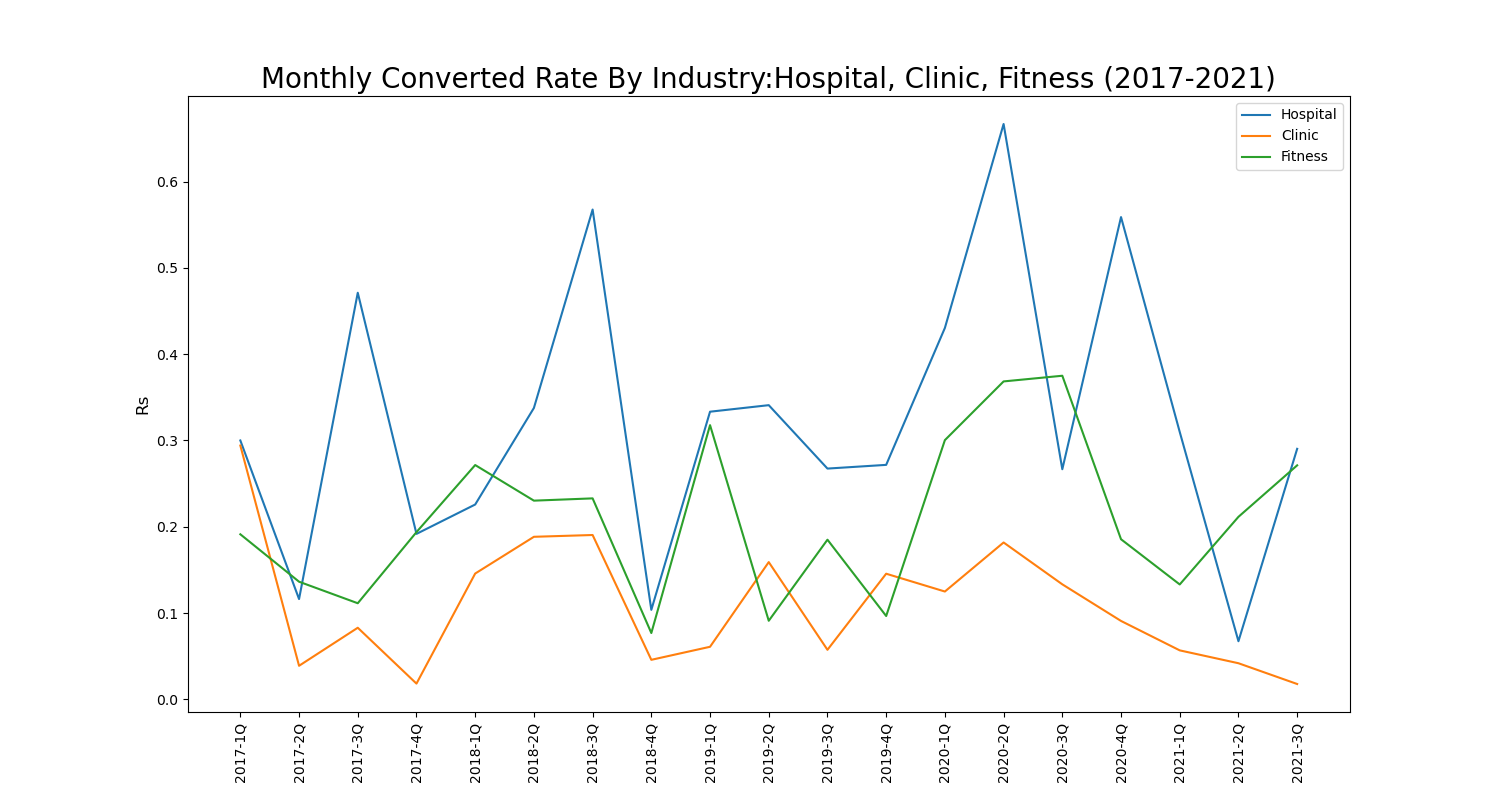 Monthly Converted Rate By Industry:Hospital, Clinic, Fitness (2017-2021)
Hospital
Clinic
Fitness
0.6
0.5
0.4
0.3
0.2
0.1
0.0
Rs
2017-1Q
2017-2Q
2017-3Q
2017-4Q
2018-1Q
2018-2Q
2018-3Q
2018-4Q
2019-1Q
2019-2Q
2019-3Q
2019-4Q
2020-1Q
2020-2Q
2020-3Q
2020-4Q
2021-1Q
2021-2Q
2021-3Q